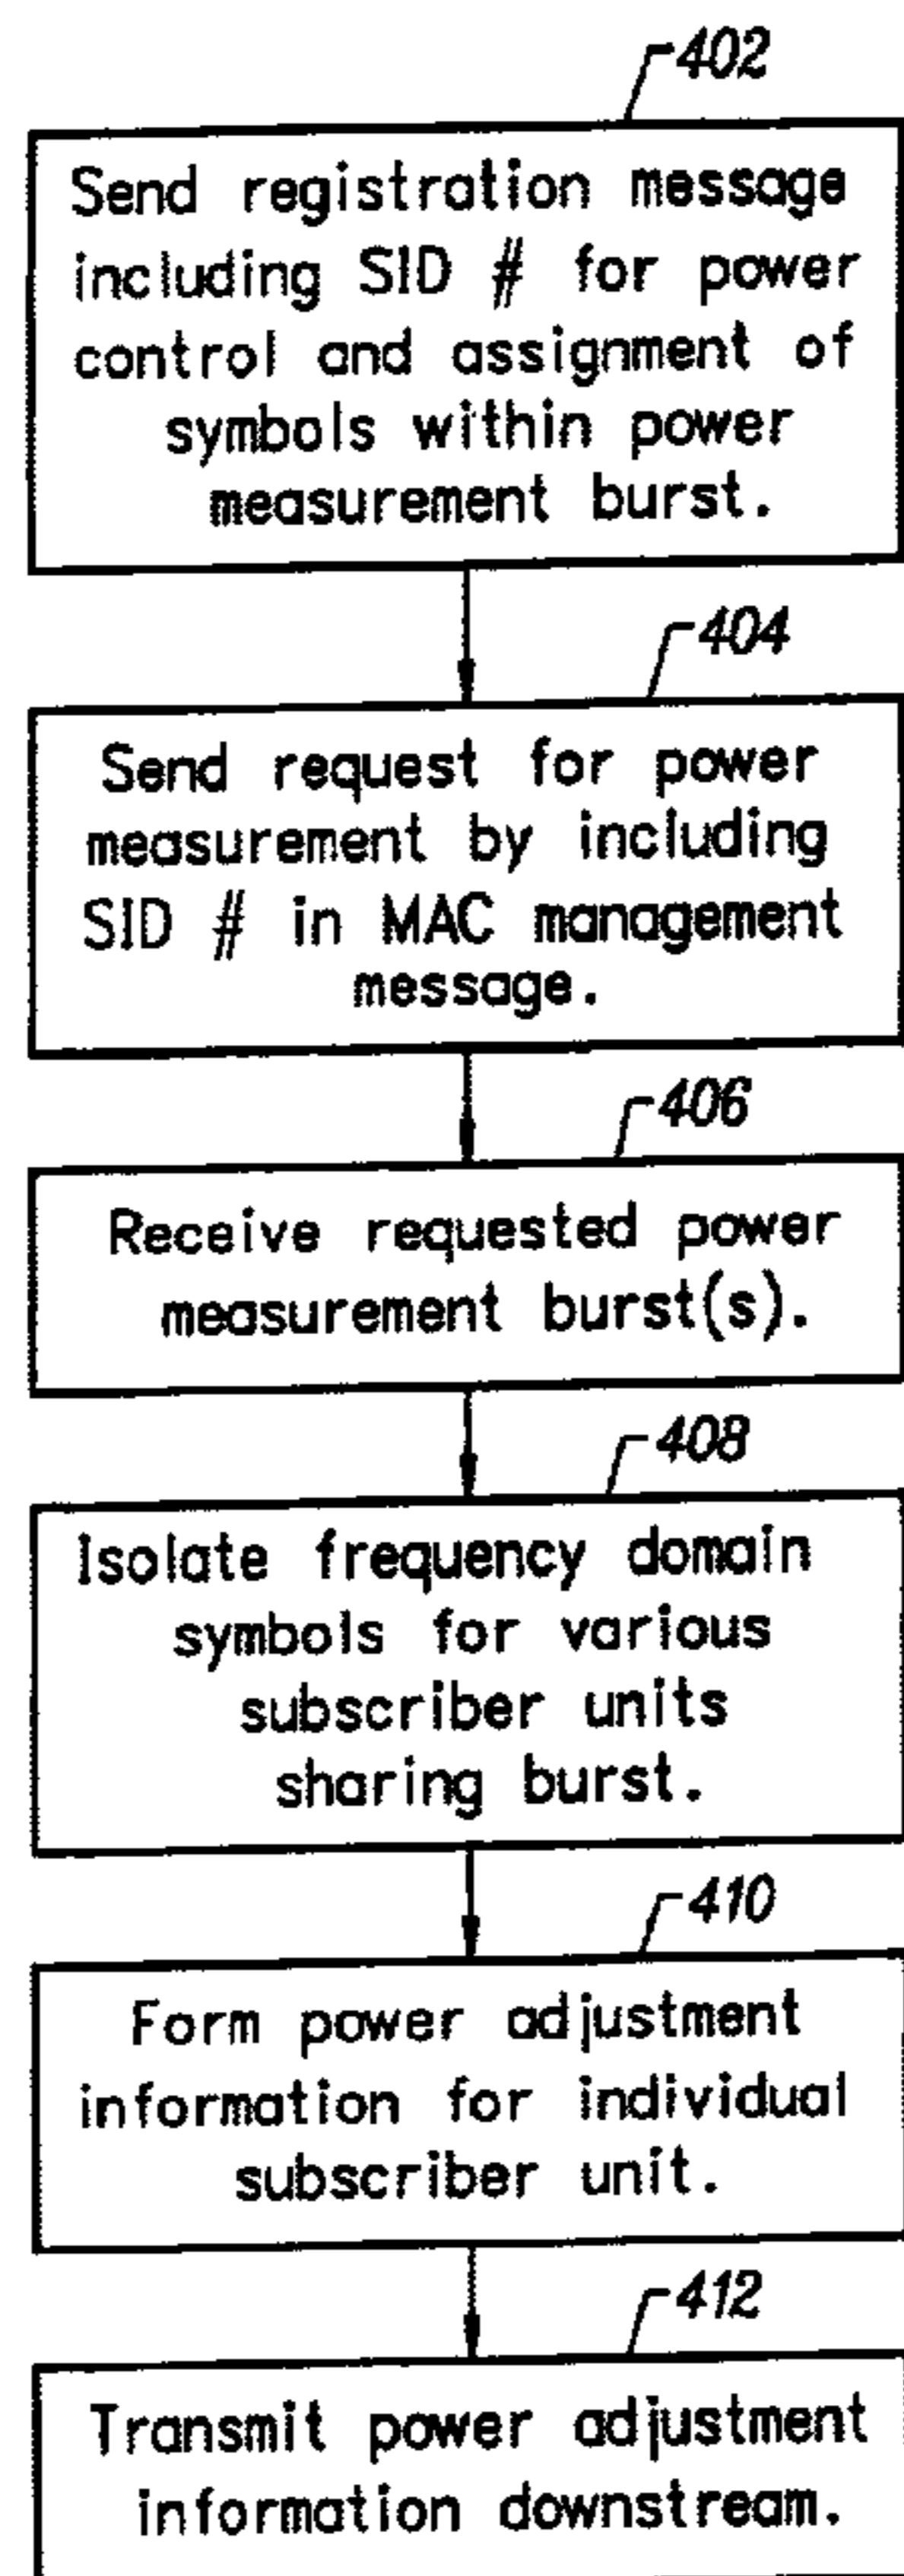 402
Send registration message
including SID # for power
control and assignment of
symbols within power
measurement burst.
404
Send request for power
measurement by including
SID # in MAC management
message.
406
Receive requested power
measurement burst(s).
408
Isolate frequency domain
symbols for various
subscriber units
sharing burst.
410
Form power adjustment
information for individual
subscriber unit.
412
Transmit power adjustment
information downstream.